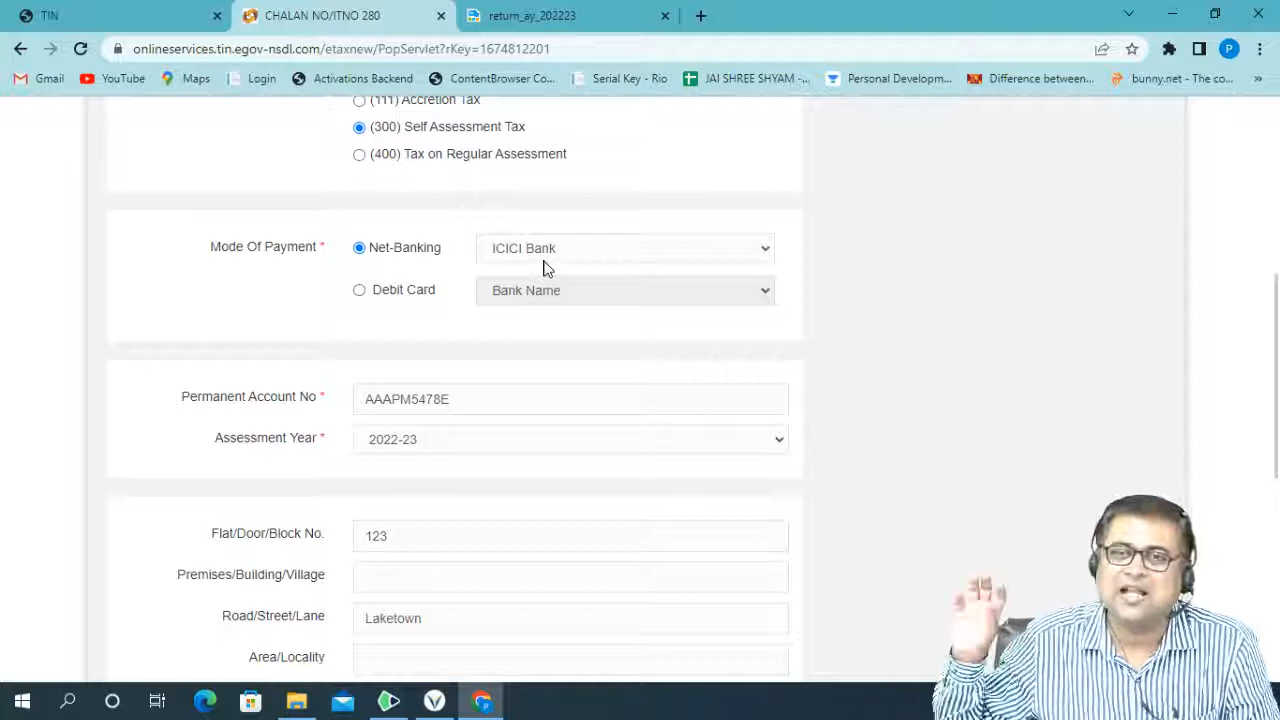 TIN
CHALAN NO/ITNO 280
return_ay_202223
onlineservices.tin.egov-nsdl.com/etaxnew/PopServlet?rKey=1674812201
P
Gmail
YouTube
Maps
Login
Activations Backend
ContentBrowser Co...
Serial Key - Rio
JAI SHREE SHYAM -...
Personal Developm...
Difference between...
bunny.net - The co...
(111) Accretion Tax
(300) Self Assessment Tax
(400) Tax on Regular Assessment
Mode Of Payment *
Net-Banking
ICICI Bank
Debit Card
Bank Name
Permanent Account No *
AAAPM5478E
Assessment Year *
2022-23
Flat/Door/Block No.
123
Premises/Building/Village
Road/Street/Lane
Laketown
Area/Locality